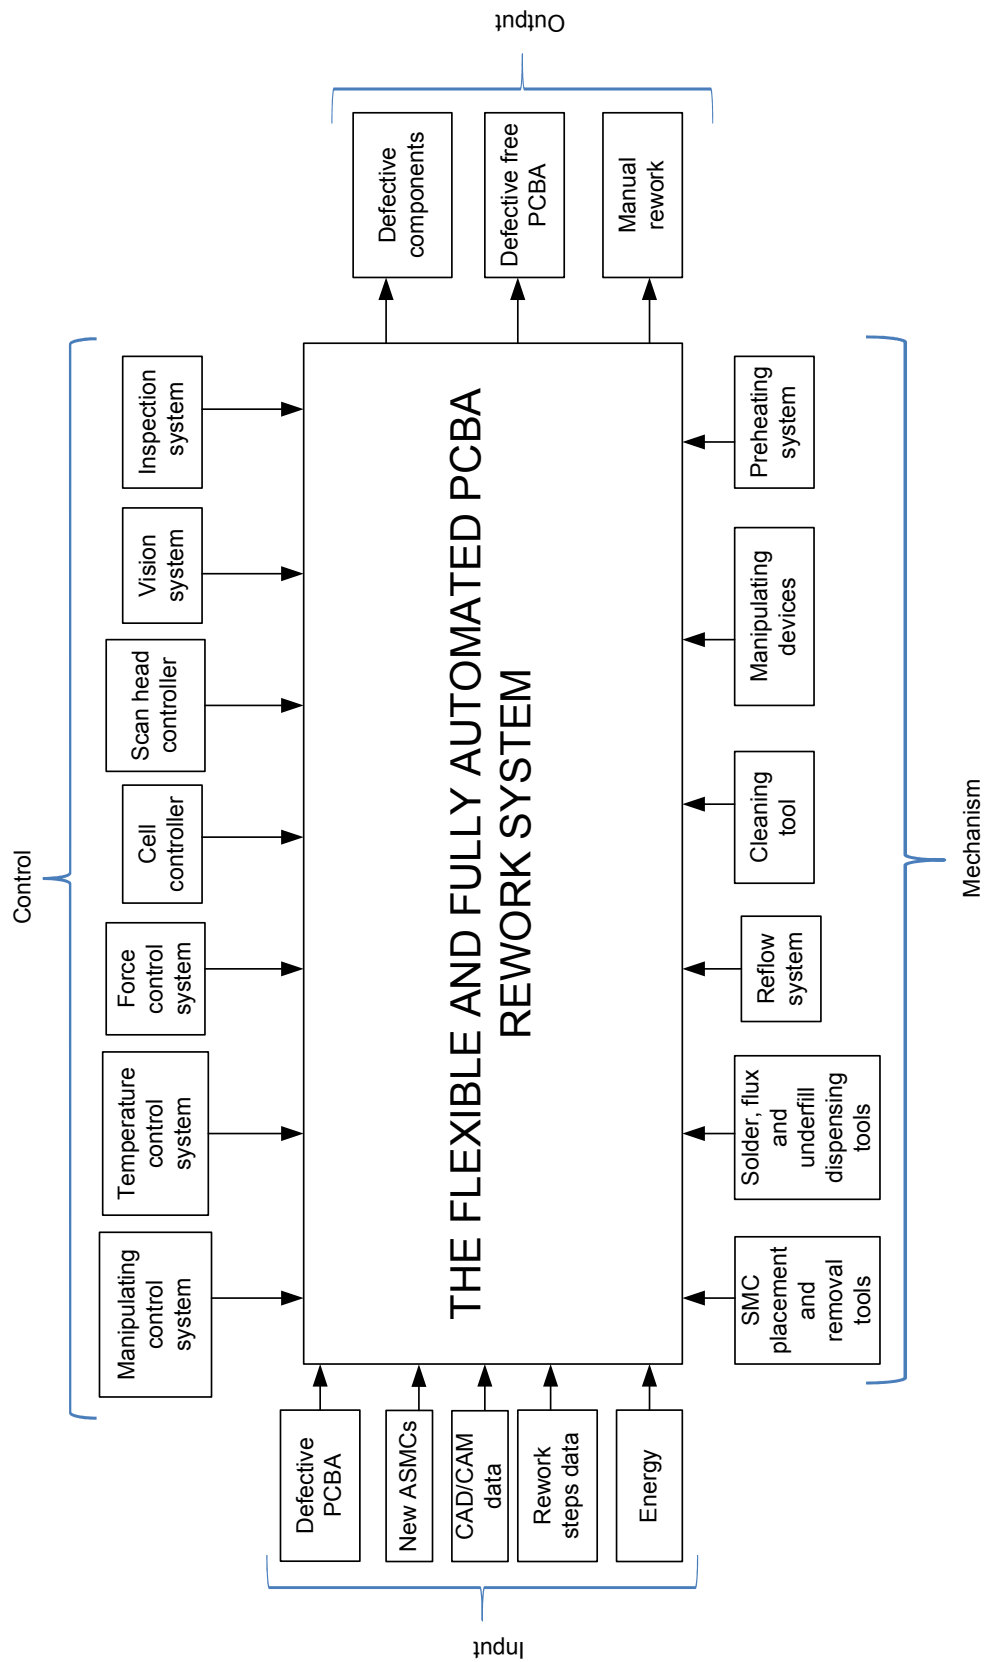 Control
Manipulating
control
system
Temperature
control
system
Force
control
system
Cell
controller
Scan head
controller
Vision
system
Inspection
system
Input
Defective
PCBA
New ASMCs
CAD/CAM
data
Rework
steps data
Energy
THE FLEXIBLE AND FULLY AUTOMATED PCBA
REWORK SYSTEM
Defective
components
Defective free
PCBA
Manual
rework
Output
SMC
placement
and
removal
tools
Solder, flux
and
underfill
dispensing
tools
Reflow
system
Cleaning
tool
Manipulating
devices
Preheating
system
Mechanism